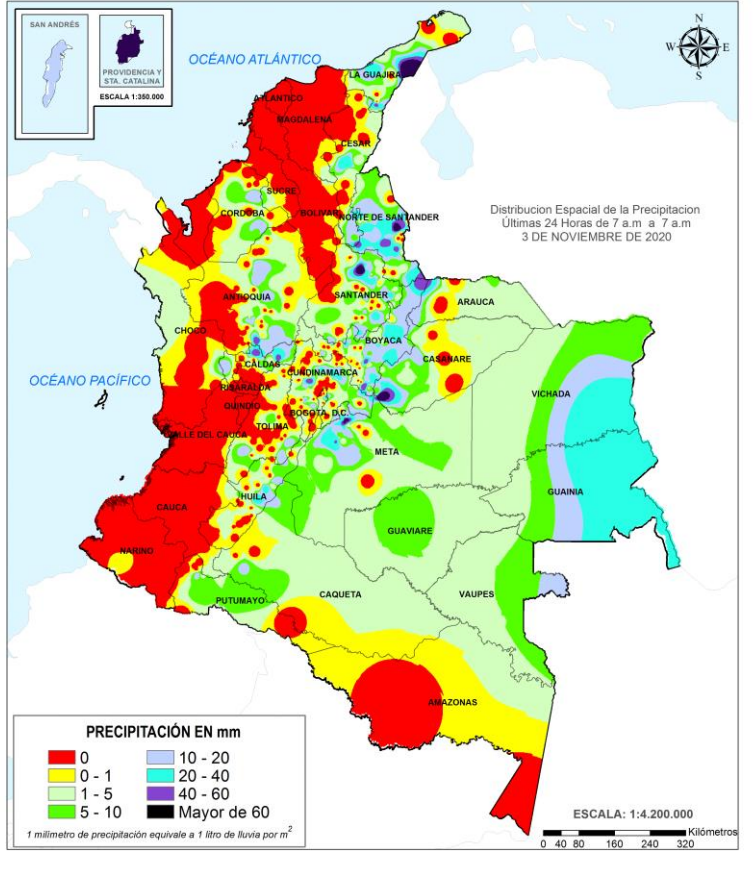 SAN ANDRÉS
PROVIDENCIA Y
STA. CATALINA
ESCALA 1:350.000
OCÉANO ATLÁNTICO
N
W
E
S
LA GUAJIRA
ATLANTICO
MAGDALENA
CESAR
SUCRE
CORDOBA
BOLIVAR
NORTE DE SANTANDER
Distribucion Espacial de la Precipitacion
Últimas 24 Horas de 7 a.m a 7 a.m
3 DE NOVIEMBRE DE 2020
ANTIOQUIA
SANTANDER
ARAUCA
CHOCO
BOYACA
CASANARE
CALDAS
CUNDINAMARCA
OCÉANO PACÍFICO
RISARALDA
VICHADA
QUINDIO
BOGOTA, D.C.
TOLIMA
VALLE DEL CAUCA
META
GUAINIA
HUILA
CAUCA
GUAVIARE
NARIÑO
PUTUMAYO
CAQUETA
VAUPES
AMAZONAS
PRECIPITACIÓN EN mm
0
10 - 20
0 - 1
20 - 40
1 - 5
40 - 60
5 - 10
Mayor de 60
1 milimetro de precipitación equivale a 1 litro de lluvia por m²
ESCALA: 1:4.200.000
Kilómetros
0 40 80 160 240 320